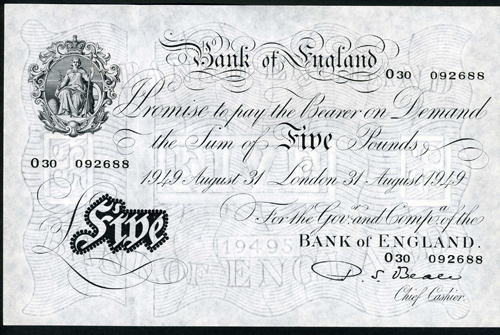 Bank of England
O30 092688
I Promise to pay the Bearer on Demand
the Sum of Five Pounds
O30 092688
1949 August 31 London 31 August 1949
For the Govr. and Compa. of the
Five
BANK of ENGLAND.
O30 092688
P. S. Beale
Chief Cashier.